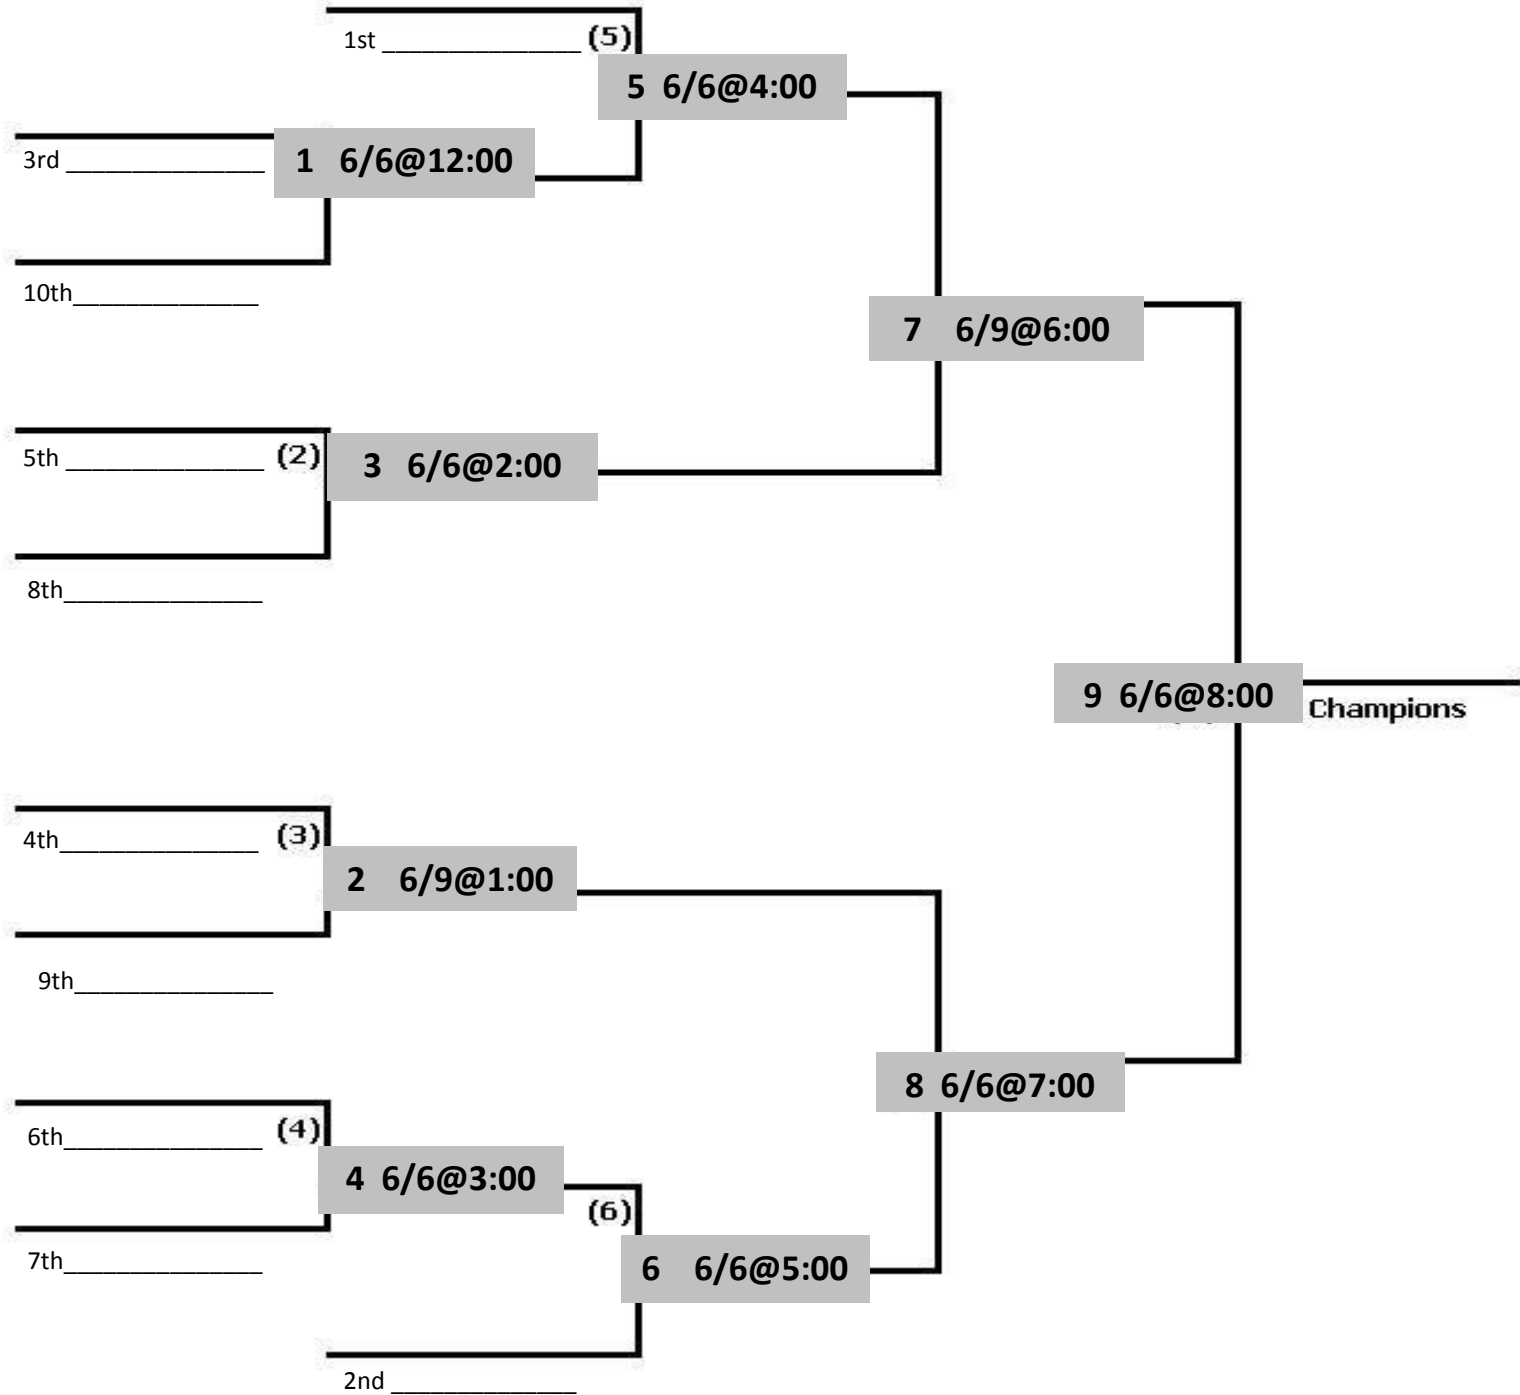 1st _______________ (5)
5 6/6@4:00
3rd _______________
1 6/6@12:00
10th______________
7 6/9@6:00
5th _______________ (2)
3 6/6@2:00
8th_______________
9 6/6@8:00
Champions
4th_______________ (3)
2 6/9@1:00
9th_______________
8 6/6@7:00
6th_______________ (4)
4 6/6@3:00
(6)
7th_______________
6 6/6@5:00
2nd ______________